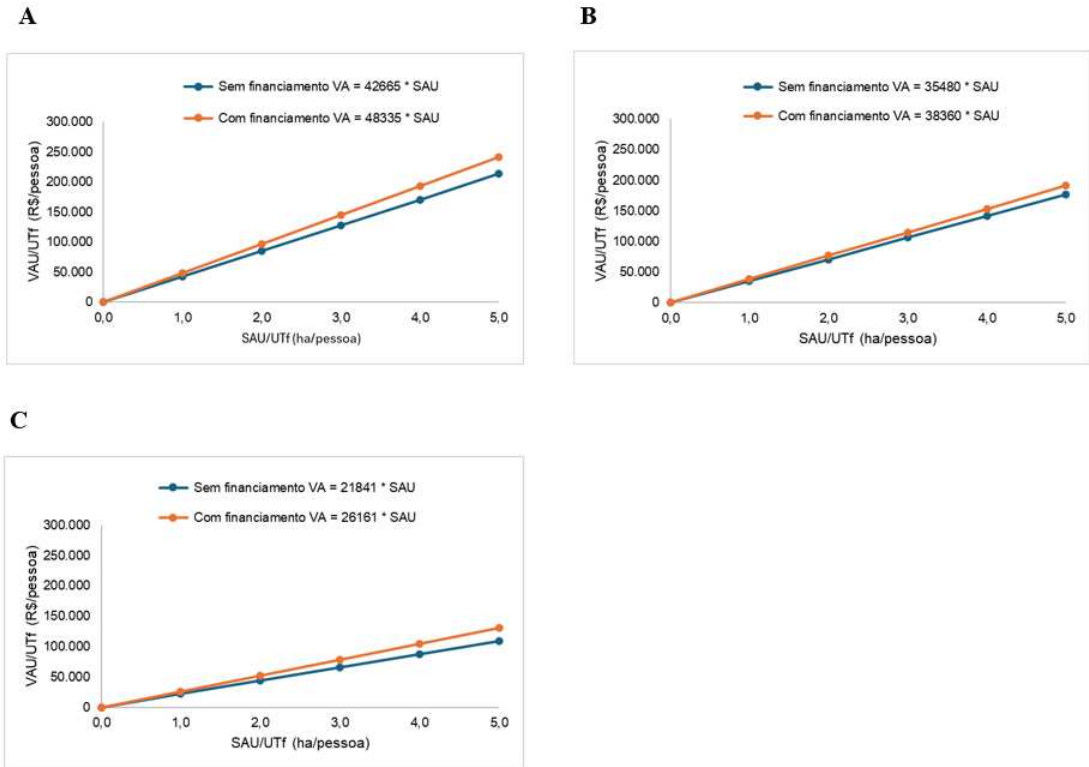 A
Sem financiamento VA = 42665 * SAU
Com financiamento VA = 48335 * SAU
300.000
250.000
200.000
150.000
100.000
50.000
0
VAU/UTf (R$/pessoa)
0,0 1,0 2,0 3,0 4,0 5,0
SAU/UTf (ha/pessoa)
B
Sem financiamento VA = 35480 * SAU
Com financiamento VA = 38360 * SAU
300.000
250.000
200.000
150.000
100.000
50.000
0
VAU/UTf (R$/pessoa)
0,0 1,0 2,0 3,0 4,0 5,0
SAU/UTf (ha/pessoa)
C
Sem financiamento VA = 21841 * SAU
Com financiamento VA = 26161 * SAU
300.000
250.000
200.000
150.000
100.000
50.000
0
VAU/UTf (R$/pessoa)
0,0 1,0 2,0 3,0 4,0 5,0
SAU/UTf (ha/pessoa)